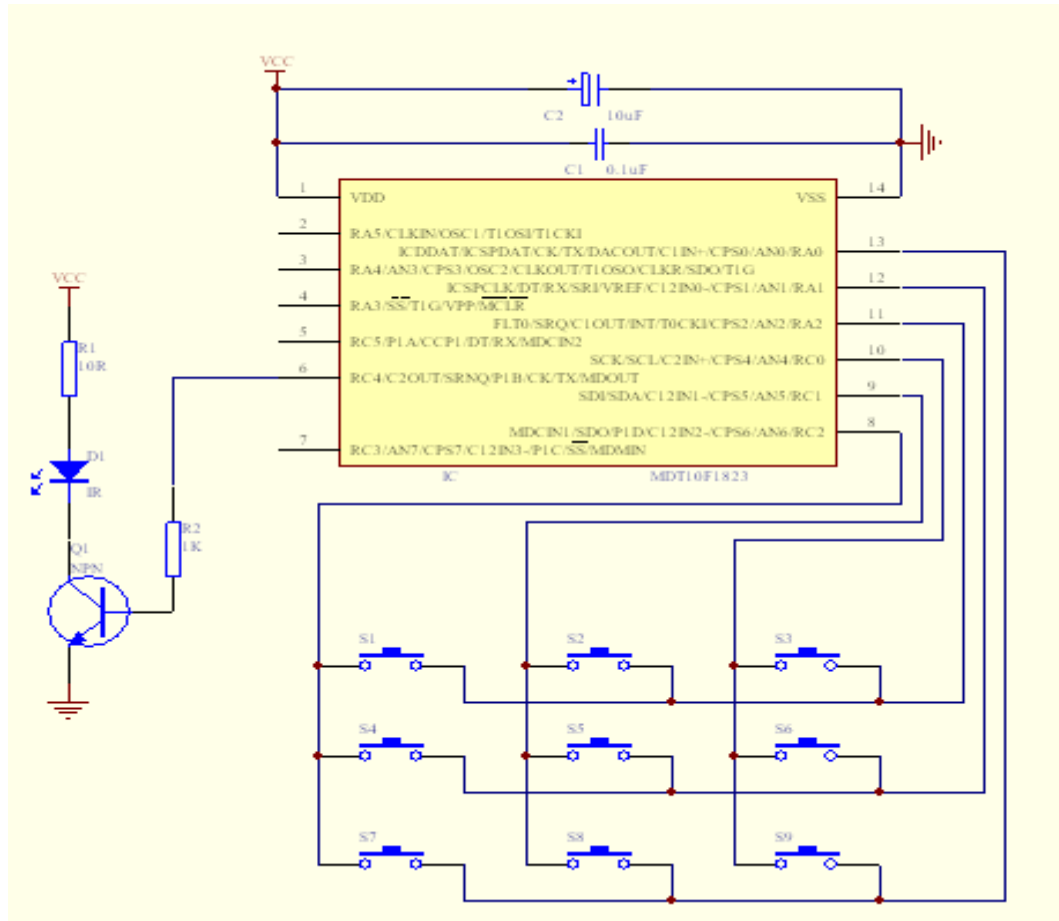 VCC
C2 10uF
C1 0.1uF
1 VDD VSS 14
2 RA5/CLKIN/OSC1/T1OSI/T1CKI
ICDDAT/ICSPDAT/CK/TX/DACOUT/C1IN+/CPS0/AN0/RA0 13
3 RA4/AN3/CPS3/OSC2/CLKOUT/T1OSO/CLKR/SDO/T1G
ICSPCLK/DT/RX/SRI/VREF/C12IN0-/CPS1/AN1/RA1 12
4 RA3/SS/T1G/VPP/MCLR
FLT0/SRQ/C1OUT/INT/T0CKI/CPS2/AN2/RA2 11
5 RC5/P1A/CCP1/DT/RX/MDCIN2
SCK/SCL/C2IN+/CPS4/AN4/RC0 10
6 RC4/C2OUT/SRNQ/P1B/CK/TX/MDOUT
SDI/SDA/C12IN1-/CPS5/AN5/RC1 9
MDCIN1/SDO/P1D/C12IN2-/CPS6/AN6/RC2 8
7 RC3/AN7/CPS7/C12IN3-/P1C/SS/MDMIN
IC MDT10F1823
VCC
R1
10R
D1
IR
R2
1K
Q1
NPN
S1 S2 S3
S4 S5 S6
S7 S8 S9